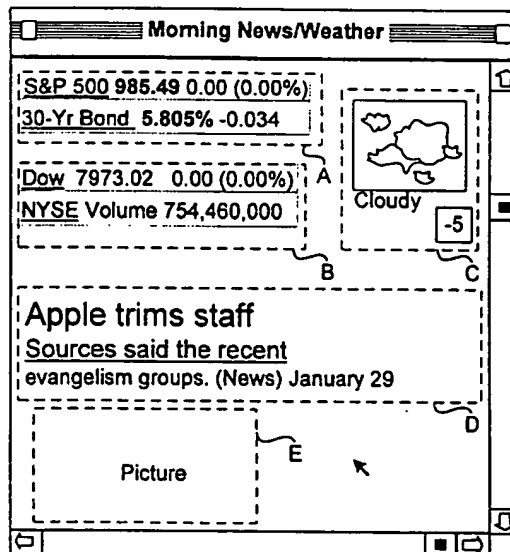 Morning News/Weather
S&P 500 985.49 0.00 (0.00%)
30-Yr Bond 5.805% -0.034
A
Dow 7973.02 0.00 (0.00%)
NYSE Volume 754,460,000
B
Cloudy
-5
C
Apple trims staff
Sources said the recent
evangelism groups. (News) January 29
D
Picture
E